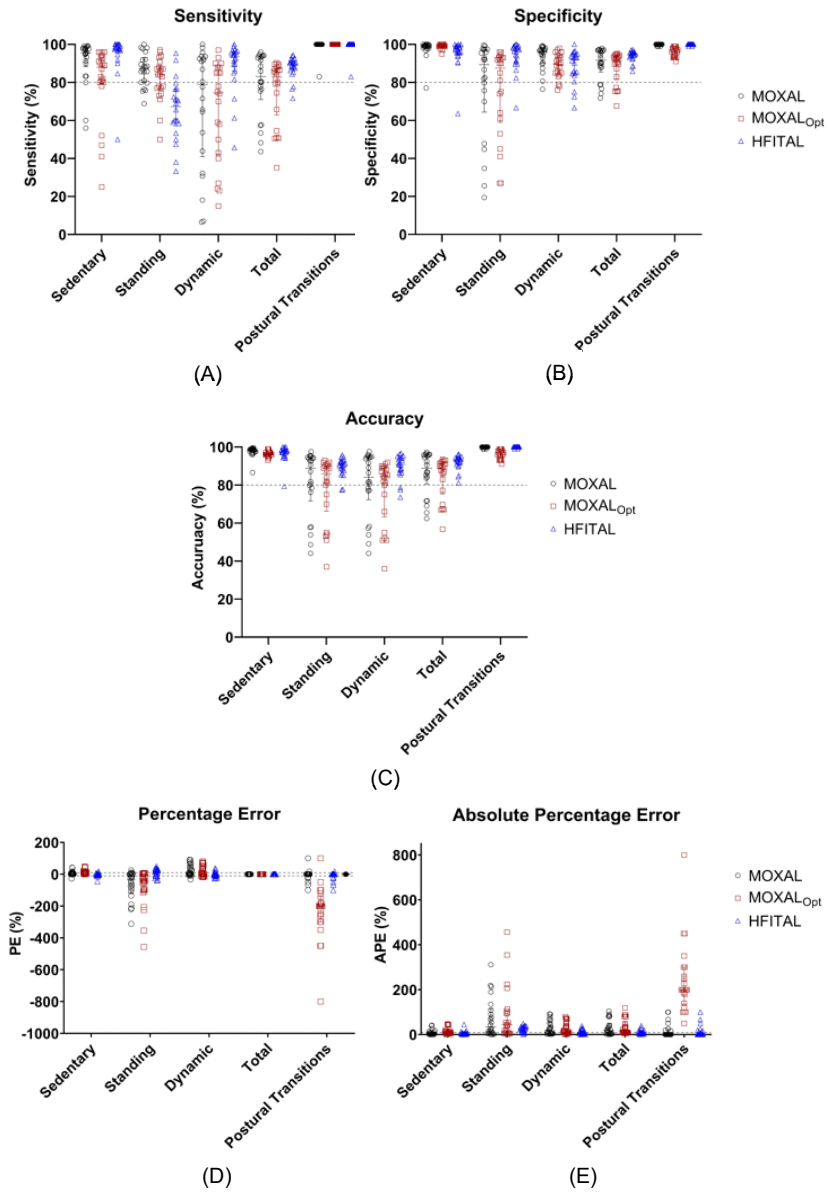 Sensitivity
Sensitivity (%)
100
80
60
40
20
0
Sedentary
Standing
Dynamic
Total
Postural Transitions
(A)
Specificity
Specificity (%)
100
80
60
40
20
0
Sedentary
Standing
Dynamic
Total
Postural Transitions
(B)
MOXAL
MOXALOpt
HFITAL
Accuracy
Accuruacy (%)
100
80
60
40
20
0
Sedentary
Standing
Dynamic
Total
Postural Transitions
MOXAL
MOXALOpt
HFITAL
(C)
Percentage Error
PE (%)
200
0
-200
-400
-600
-800
-1000
Sedentary
Standing
Dynamic
Total
Postural Transitions
(D)
Absolute Percentage Error
APE (%)
800
600
400
200
0
Sedentary
Standing
Dynamic
Total
Postural Transitions
MOXAL
MOXALOpt
HFITAL
(E)